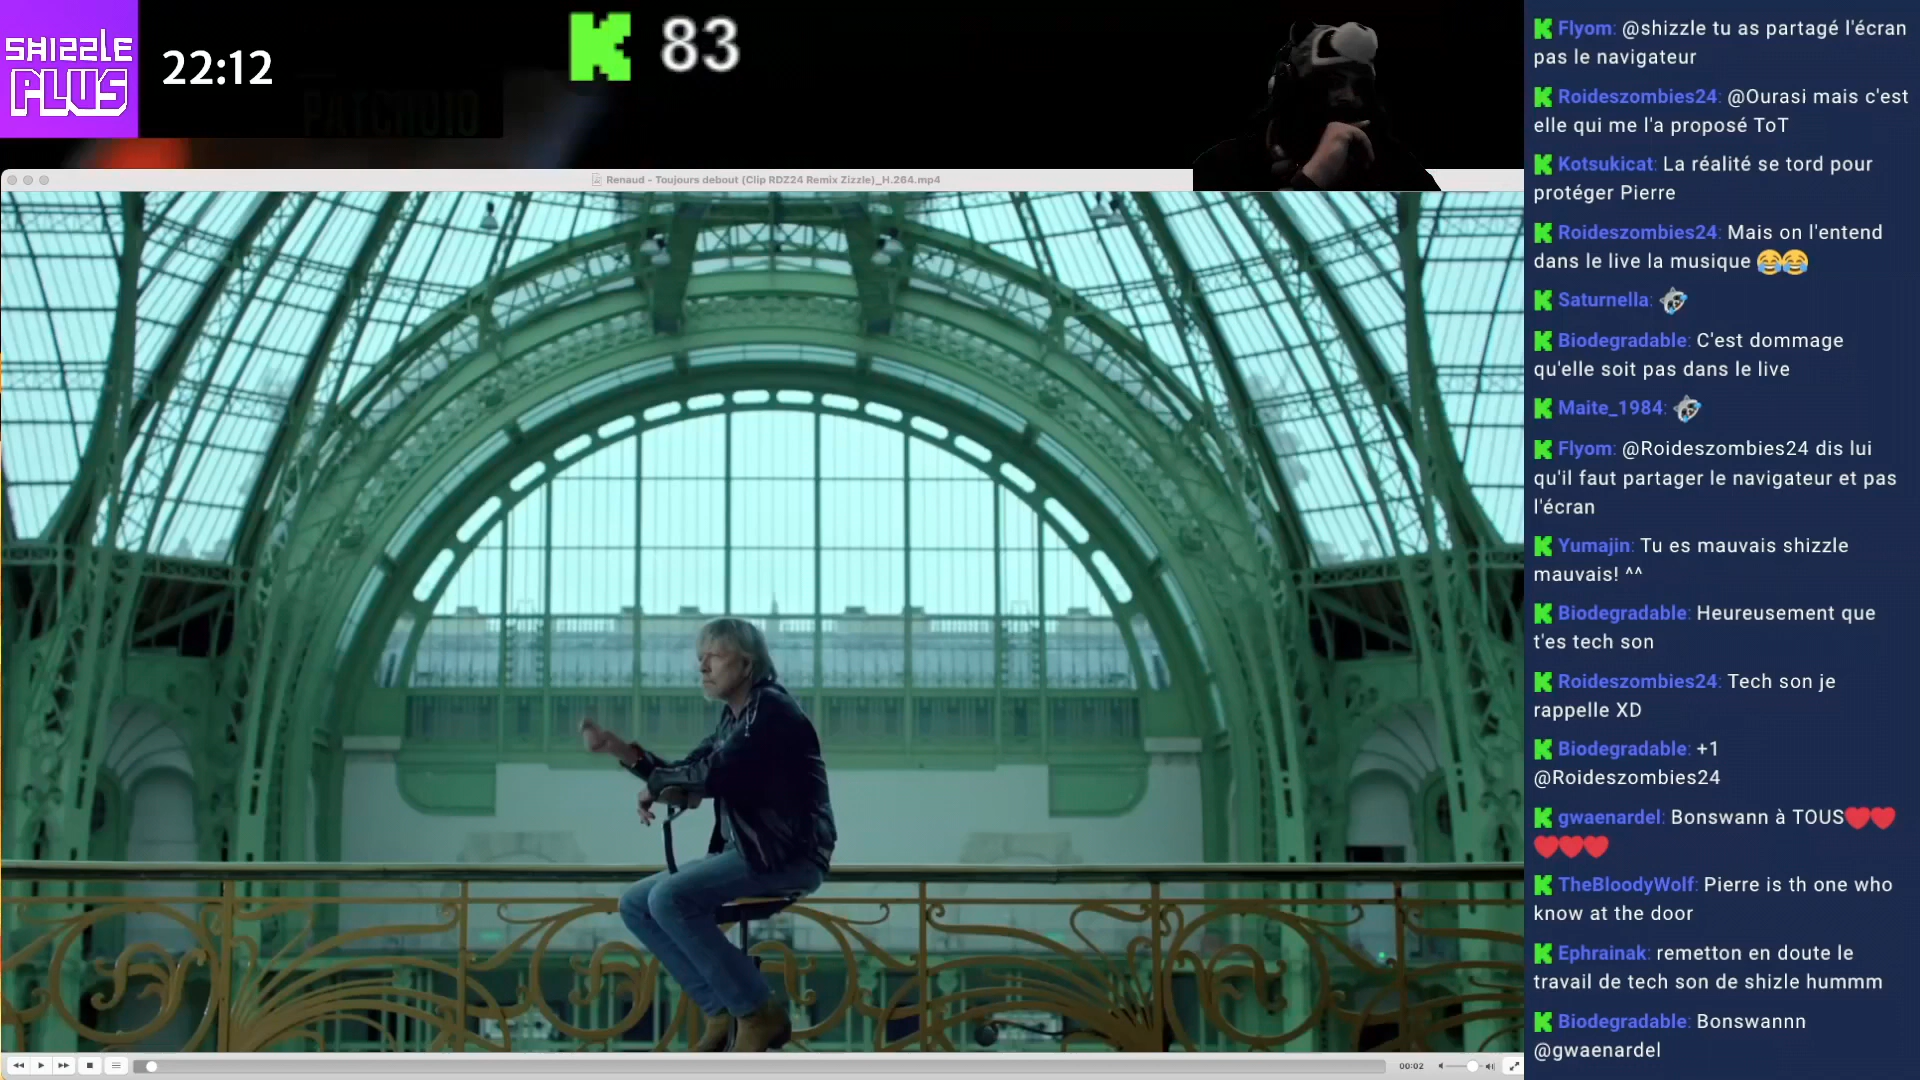 SHIZZLE
PLUS
22:12
PATCHOIO
83
Renaud - Toujours debout (Clip RDZ24 Remix Zizzle)_H.264.mp4
00:02
Flyom: @shizzle tu as partagé l'écran
pas le navigateur
Roideszombies24: @Ourasi mais c'est
elle qui me l'a proposé ToT
Kotsukicat: La réalité se tord pour
protéger Pierre
Roideszombies24: Mais on l'entend
dans le live la musique 😂😂
Saturnella:
Biodegradable: C'est dommage
qu'elle soit pas dans le live
Maite_1984:
Flyom: @Roideszombies24 dis lui
qu'il faut partager le navigateur et pas
l'écran
Yumajin: Tu es mauvais shizzle
mauvais! ^^
Biodegradable: Heureusement que
t'es tech son
Roideszombies24: Tech son je
rappelle XD
Biodegradable: +1
@Roideszombies24
gwaenardel: Bonswann à TOUS❤️❤️
❤️❤️❤️
TheBloodyWolf: Pierre is th one who
know at the door
Ephrainak: remetton en doute le
travail de tech son de shizle hummm
Biodegradable: Bonswannn
@gwaenardel